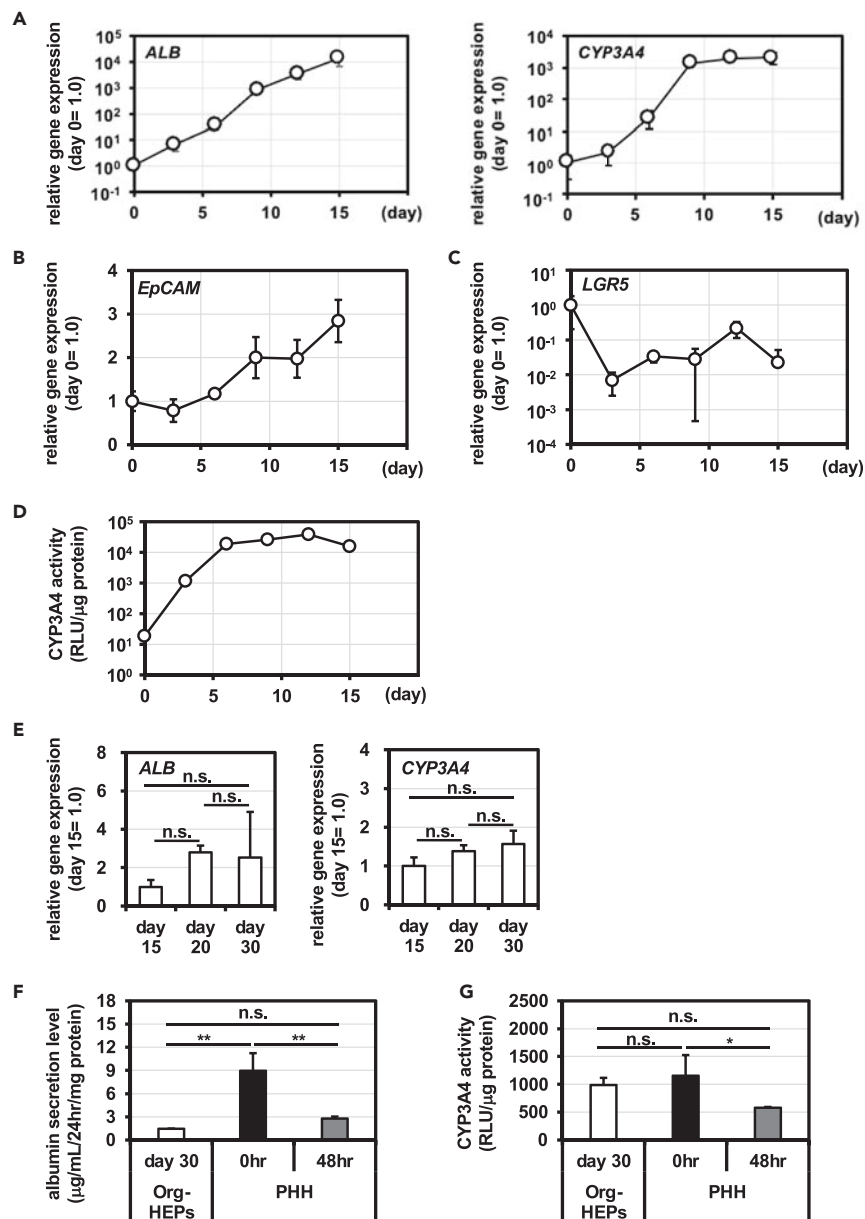 A
relative gene expression
(day 0= 1.0)
10⁵
10⁴
10³
10²
10¹
10⁰
10⁻¹
ALB
0 5 10 15 (day)
relative gene expression
(day 0= 1.0)
10⁴
10³
10²
10¹
10⁰
10⁻¹
CYP3A4
0 5 10 15 (day)
B
relative gene expression
(day 0= 1.0)
4
3
2
1
0
EpCAM
0 5 10 15 (day)
C
relative gene expression
(day 0= 1.0)
10¹
10⁰
10⁻¹
10⁻²
10⁻³
10⁻⁴
LGR5
0 5 10 15 (day)
D
CYP3A4 activity
(RLU/μg protein)
10⁵
10⁴
10³
10²
10¹
10⁰
0 5 10 15 (day)
E
relative gene expression
(day 15= 1.0)
8
6
4
2
0
ALB
n.s.
n.s.
n.s.
day day day
15 20 30
relative gene expression
(day 15= 1.0)
4
3
2
1
0
CYP3A4
n.s.
n.s.
n.s.
day day day
15 20 30
F
albumin secretion level
(μg/mL/24hr/mg protein)
18
15
12
9
6
3
0
n.s.
** **
day 30 0hr 48hr
Org- PHH
HEPs
G
CYP3A4 activity
(RLU/μg protein)
2500
2000
1500
1000
500
0
n.s.
n.s. *
day 30 0hr 48hr
Org- PHH
HEPs